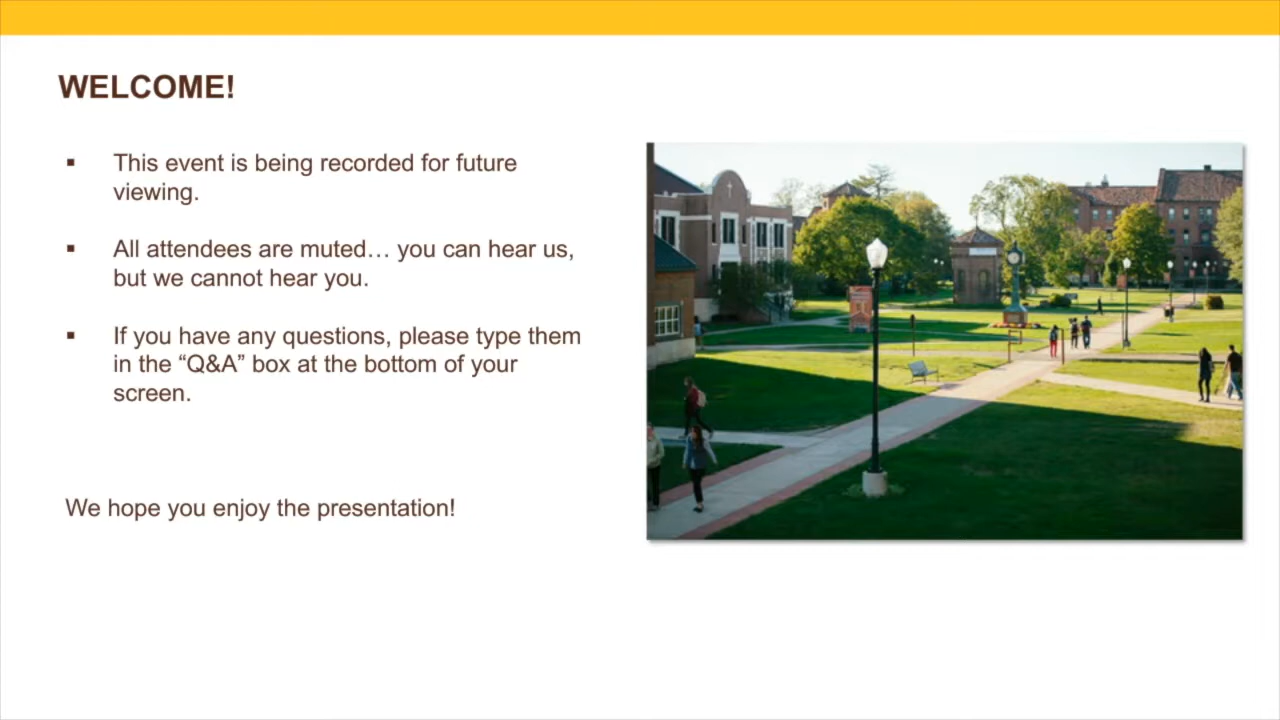 WELCOME!
▪ This event is being recorded for future
viewing.
▪ All attendees are muted… you can hear us,
but we cannot hear you.
▪ If you have any questions, please type them
in the “Q&A” box at the bottom of your
screen.
We hope you enjoy the presentation!